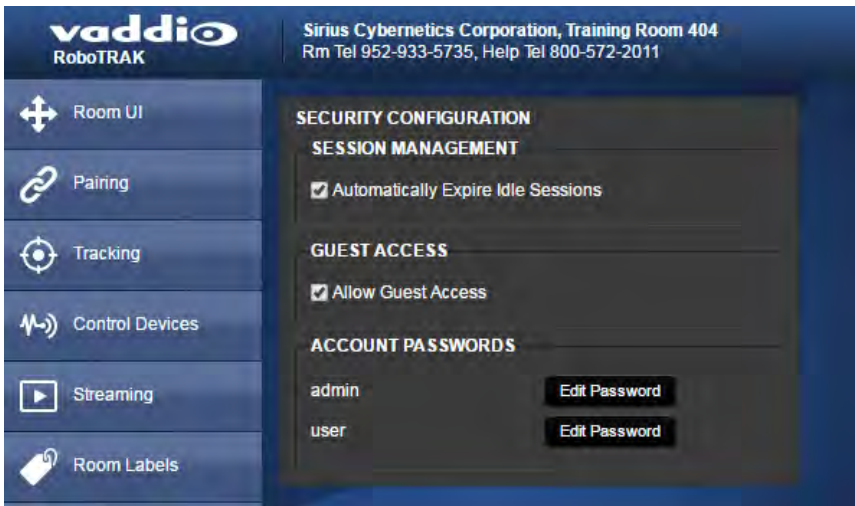 vaddio
RoboTRAK
Sirius Cybernetics Corporation, Training Room 404
Rm Tel 952-933-5735, Help Tel 800-572-2011
Room UI
Pairing
Tracking
Control Devices
Streaming
Room Labels
SECURITY CONFIGURATION
SESSION MANAGEMENT
Automatically Expire Idle Sessions
GUEST ACCESS
Allow Guest Access
ACCOUNT PASSWORDS
admin Edit Password
user Edit Password